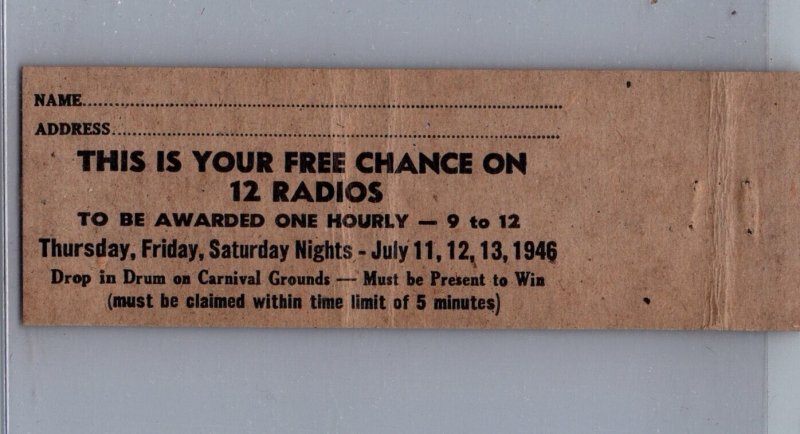 NAME
ADDRESS
THIS IS YOUR FREE CHANCE ON
12 RADIOS
TO BE AWARDED ONE HOURLY — 9 to 12
Thursday, Friday, Saturday Nights - July 11, 12, 13, 1946
Drop in Drum on Carnival Grounds — Must be Present to Win
(must be claimed within time limit of 5 minutes)